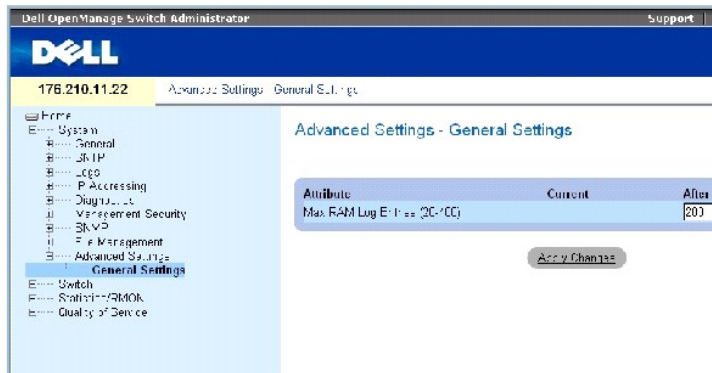 Dell OpenManage Switch Administrator
Support
DELL
176.210.11.22
Advanced Settings General Settings
Home
System
General
SNTP
Logs
IP Addressing
Diagnostics
Management Security
SNMP
File Management
Advanced Settings
General Settings
Switch
Statistics/RMON
Quality of Service
Advanced Settings - General Settings
Attribute Current After
Max RAM Log Entries (20-400) 200
Apply Changes